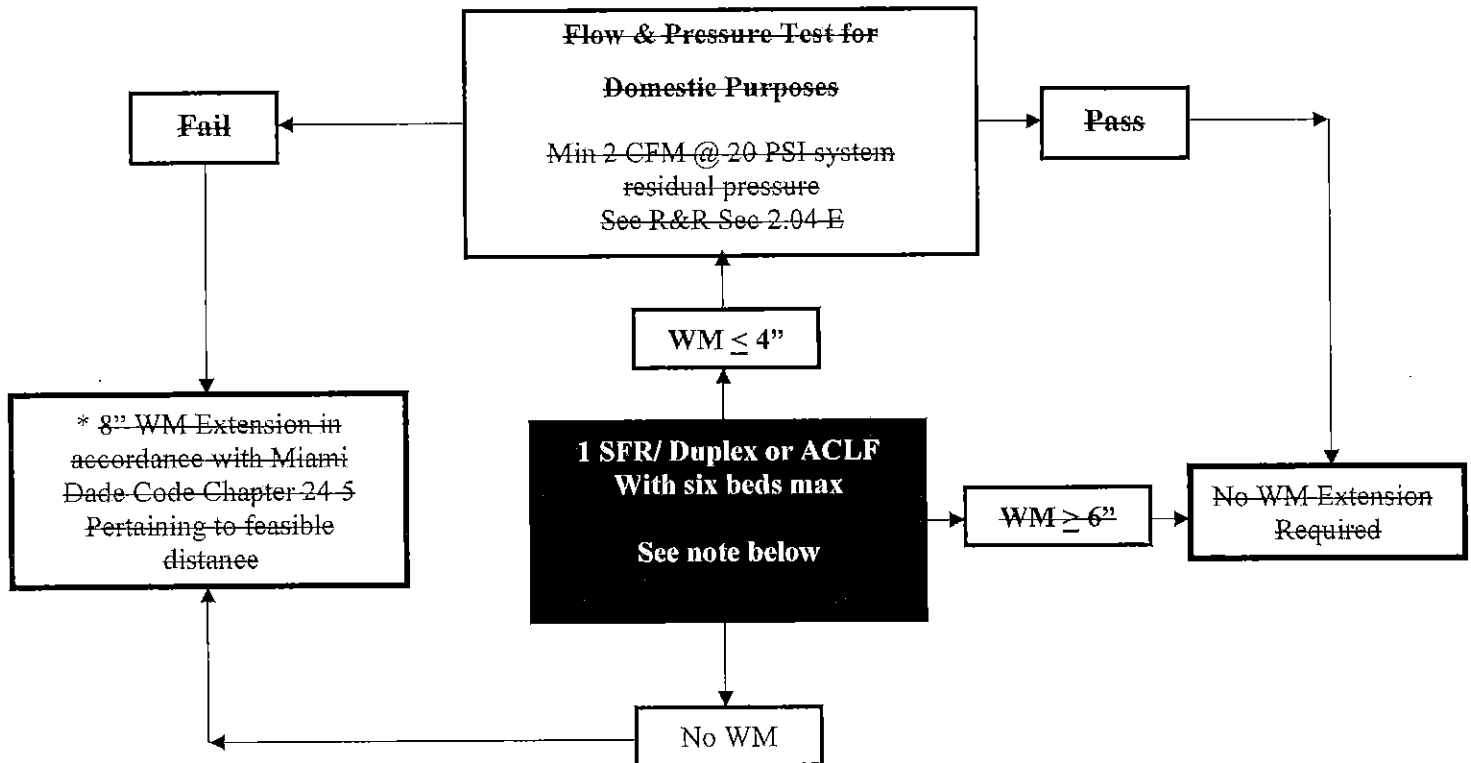 Flow & Pressure Test for
Domestic Purposes
Min 2 CFM @ 20 PSI system
residual pressure
See R&R Sec 2.04 E
Fail
Pass
WM ≤ 4”
* 8” WM Extension in
accordance with Miami
Dade Code Chapter 24-5
Pertaining to feasible
distance
1 SFR/ Duplex or ACLF
With six beds max
See note below
WM ≥ 6”
No WM Extension
Required
No WM